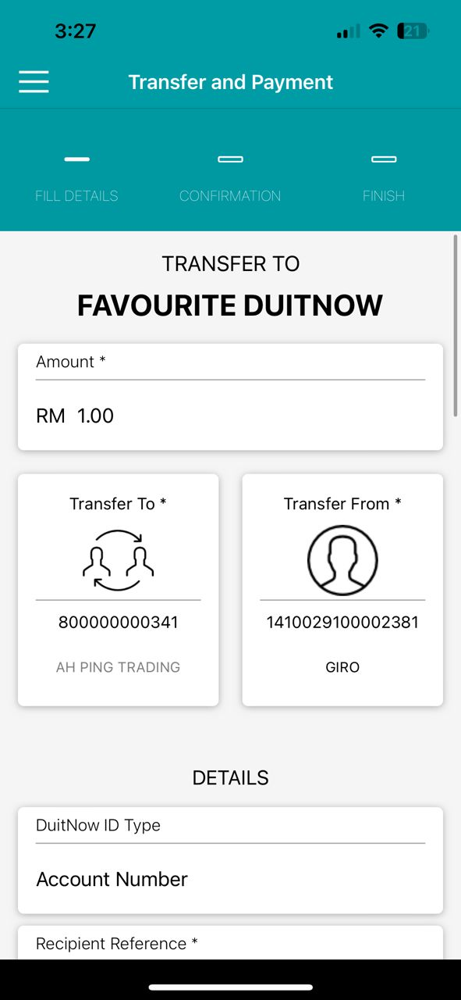 3:27
21
Transfer and Payment
FILL DETAILS
CONFIRMATION
FINISH
TRANSFER TO
FAVOURITE DUITNOW
Amount *
RM 1.00
Transfer To *
800000000341
AH PING TRADING
Transfer From *
1410029100002381
GIRO
DETAILS
DuitNow ID Type
Account Number
Recipient Reference *